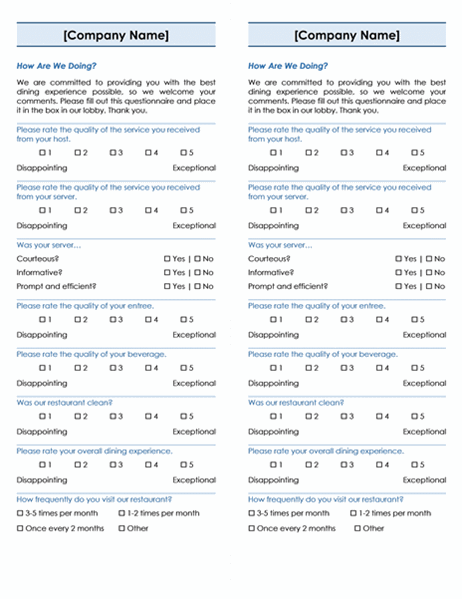 [Company Name]
How Are We Doing?
We are committed to providing you with the best
dining experience possible, so we welcome your
comments. Please fill out this questionnaire and place
it in the box in our lobby. Thank you.
Please rate the quality of the service you received
from your host.
☐ 1 ☐ 2 ☐ 3 ☐ 4 ☐ 5
Disappointing Exceptional
Please rate the quality of the service you received
from your server.
☐ 1 ☐ 2 ☐ 3 ☐ 4 ☐ 5
Disappointing Exceptional
Was your server…
Courteous? ☐ Yes | ☐ No
Informative? ☐ Yes | ☐ No
Prompt and efficient? ☐ Yes | ☐ No
Please rate the quality of your entree.
☐ 1 ☐ 2 ☐ 3 ☐ 4 ☐ 5
Disappointing Exceptional
Please rate the quality of your beverage.
☐ 1 ☐ 2 ☐ 3 ☐ 4 ☐ 5
Disappointing Exceptional
Was our restaurant clean?
☐ 1 ☐ 2 ☐ 3 ☐ 4 ☐ 5
Disappointing Exceptional
Please rate your overall dining experience.
☐ 1 ☐ 2 ☐ 3 ☐ 4 ☐ 5
Disappointing Exceptional
How frequently do you visit our restaurant?
☐ 3-5 times per month ☐ 1-2 times per month
☐ Once every 2 months ☐ Other
[Company Name]
How Are We Doing?
We are committed to providing you with the best
dining experience possible, so we welcome your
comments. Please fill out this questionnaire and place
it in the box in our lobby. Thank you.
Please rate the quality of the service you received
from your host.
☐ 1 ☐ 2 ☐ 3 ☐ 4 ☐ 5
Disappointing Exceptional
Please rate the quality of the service you received
from your server.
☐ 1 ☐ 2 ☐ 3 ☐ 4 ☐ 5
Disappointing Exceptional
Was your server…
Courteous? ☐ Yes | ☐ No
Informative? ☐ Yes | ☐ No
Prompt and efficient? ☐ Yes | ☐ No
Please rate the quality of your entree.
☐ 1 ☐ 2 ☐ 3 ☐ 4 ☐ 5
Disappointing Exceptional
Please rate the quality of your beverage.
☐ 1 ☐ 2 ☐ 3 ☐ 4 ☐ 5
Disappointing Exceptional
Was our restaurant clean?
☐ 1 ☐ 2 ☐ 3 ☐ 4 ☐ 5
Disappointing Exceptional
Please rate your overall dining experience.
☐ 1 ☐ 2 ☐ 3 ☐ 4 ☐ 5
Disappointing Exceptional
How frequently do you visit our restaurant?
☐ 3-5 times per month ☐ 1-2 times per month
☐ Once every 2 months ☐ Other